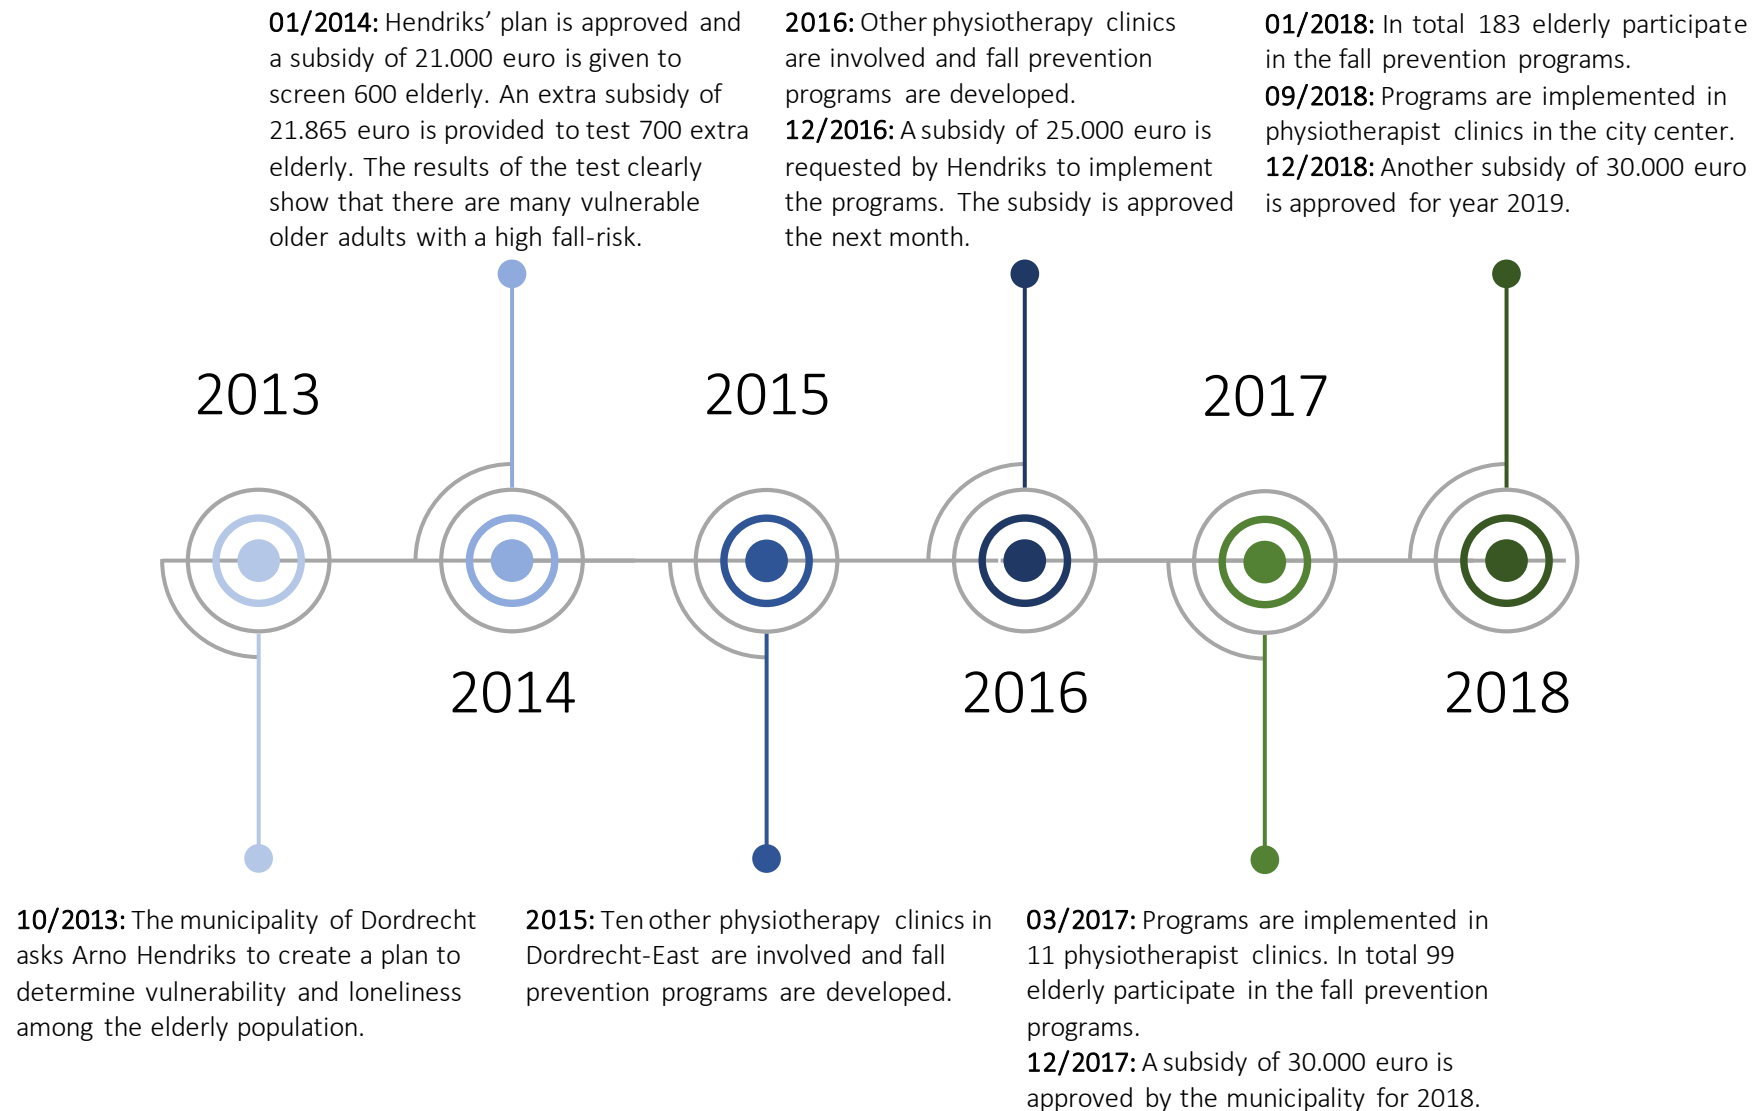 01/2014: Hendriks’ plan is approved and
a subsidy of 21.000 euro is given to
screen 600 elderly. An extra subsidy of
21.865 euro is provided to test 700 extra
elderly. The results of the test clearly
show that there are many vulnerable
older adults with a high fall-risk.
2016: Other physiotherapy clinics
are involved and fall prevention
programs are developed.
12/2016: A subsidy of 25.000 euro is
requested by Hendriks to implement
the programs. The subsidy is approved
the next month.
01/2018: In total 183 elderly participate
in the fall prevention programs.
09/2018: Programs are implemented in
physiotherapist clinics in the city center.
12/2018: Another subsidy of 30.000 euro
is approved for year 2019.
2013
2015
2017
2014
2016
2018
10/2013: The municipality of Dordrecht
asks Arno Hendriks to create a plan to
determine vulnerability and loneliness
among the elderly population.
2015: Ten other physiotherapy clinics in
Dordrecht-East are involved and fall
prevention programs are developed.
03/2017: Programs are implemented in
11 physiotherapist clinics. In total 99
elderly participate in the fall prevention
programs.
12/2017: A subsidy of 30.000 euro is
approved by the municipality for 2018.